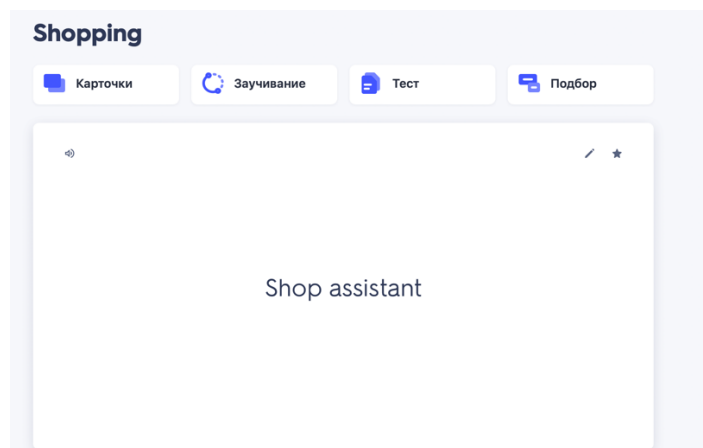 Shopping
Карточки
Заучивание
Тест
Подбор
Shop assistant